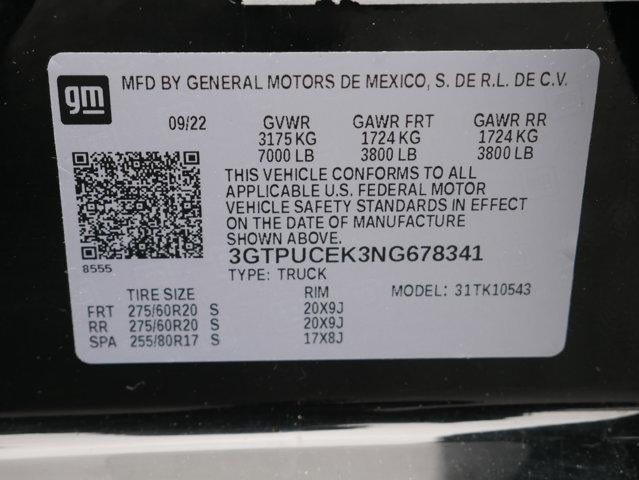 gm
MFD BY GENERAL MOTORS DE MEXICO, S. DE R.L. DE C.V.
09/22 GVWR GAWR FRT GAWR RR
3175 KG 1724 KG 1724 KG
7000 LB 3800 LB 3800 LB
THIS VEHICLE CONFORMS TO ALL
APPLICABLE U.S. FEDERAL MOTOR
VEHICLE SAFETY STANDARDS IN EFFECT
ON THE DATE OF MANUFACTURE
SHOWN ABOVE.
8555
3GTPUCEK3NG678341
TYPE: TRUCK
TIRE SIZE RIM MODEL: 31TK10543
FRT 275/60R20 S 20X9J
RR 275/60R20 S 20X9J
SPA 255/80R17 S 17X8J